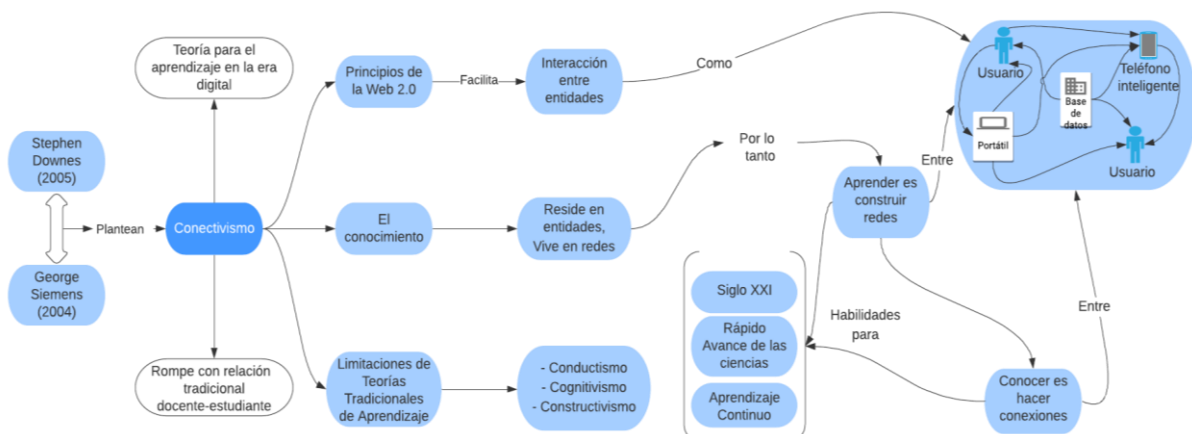 Stephen
Downes
(2005)
George
Siemens
(2004)
Plantean
Conectivismo
Teoría para el
aprendizaje en la era
digital
Rompe con relación
tradicional
docente-estudiante
Principios de
la Web 2.0
Facilita
Interacción
entre
entidades
Como
El
conocimiento
Reside en
entidades,
Vive en redes
Por lo
tanto
Limitaciones de
Teorías
Tradicionales
de Aprendizaje
- Conductismo
- Cognitivismo
- Constructivismo
Aprender es
construir
redes
Entre
Usuario
Teléfono
inteligente
Base
de
datos
Portátil
Usuario
Siglo XXI
Rápido
Avance de las
ciencias
Aprendizaje
Continuo
Habilidades
para
Conocer es
hacer
conexiones
Entre